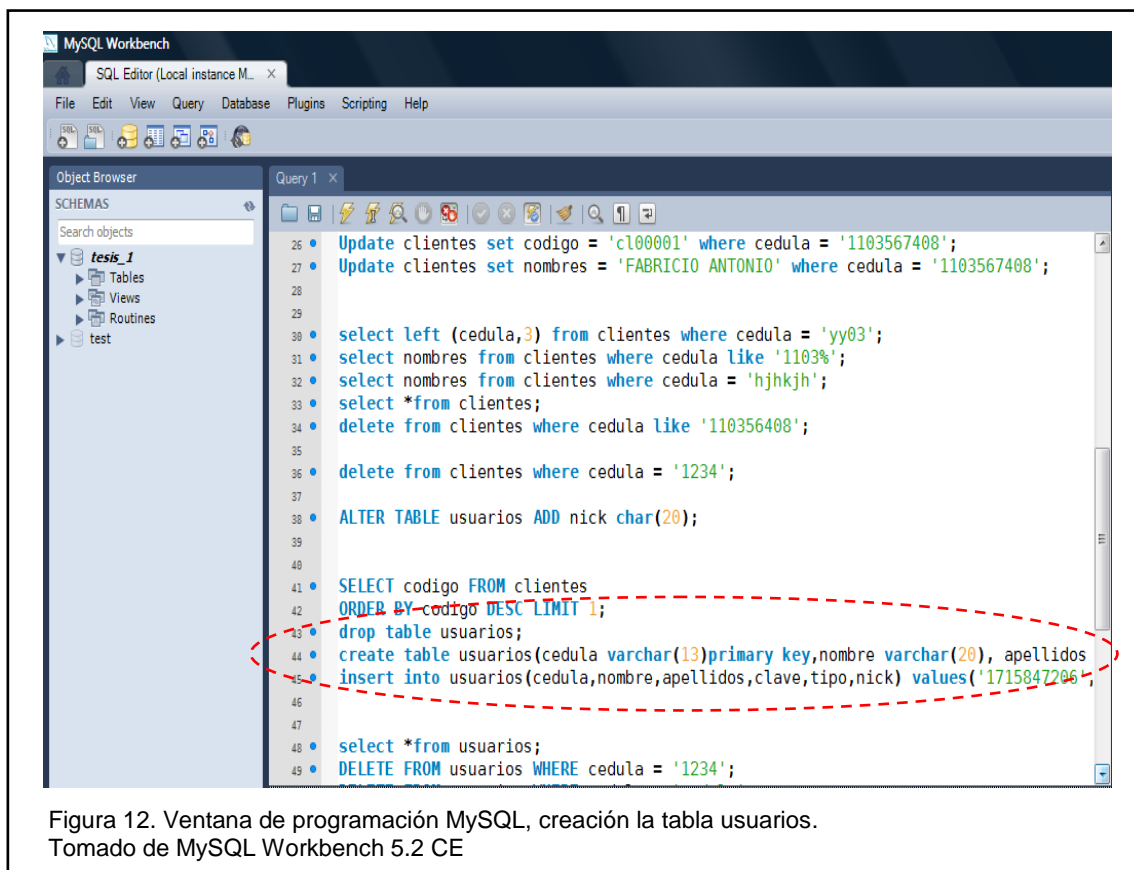 MySQL Workbench
SQL Editor (Local instance M...
File Edit View Query Database Plugins Scripting Help
Object Browser
SCHEMAS
Search objects
tesis_1
Tables
Views
Routines
test
Query 1
26 Update clientes set codigo = 'cl00001' where cedula = '1103567408';
27 Update clientes set nombres = 'FABRICIO ANTONIO' where cedula = '1103567408';
28
29
30 select left (cedula,3) from clientes where cedula = 'yy03';
31 select nombres from clientes where cedula like '1103%';
32 select nombres from clientes where cedula = 'hjhkjh';
33 select *from clientes;
34 delete from clientes where cedula like '110356408';
35
36 delete from clientes where cedula = '1234';
37
38 ALTER TABLE usuarios ADD nick char(20);
39
40
41 SELECT codigo FROM clientes
42 ORDER BY codigo DESC LIMIT 1;
43 drop table usuarios;
44 create table usuarios(cedula varchar(13)primary key,nombre varchar(20), apellidos
45 insert into usuarios(cedula,nombre,apellidos,clave,tipo,nick) values('1715847206',
46
47
48 select *from usuarios;
49 DELETE FROM usuarios WHERE cedula = '1234';
Figura 12. Ventana de programación MySQL, creación la tabla usuarios.
Tomado de MySQL Workbench 5.2 CE